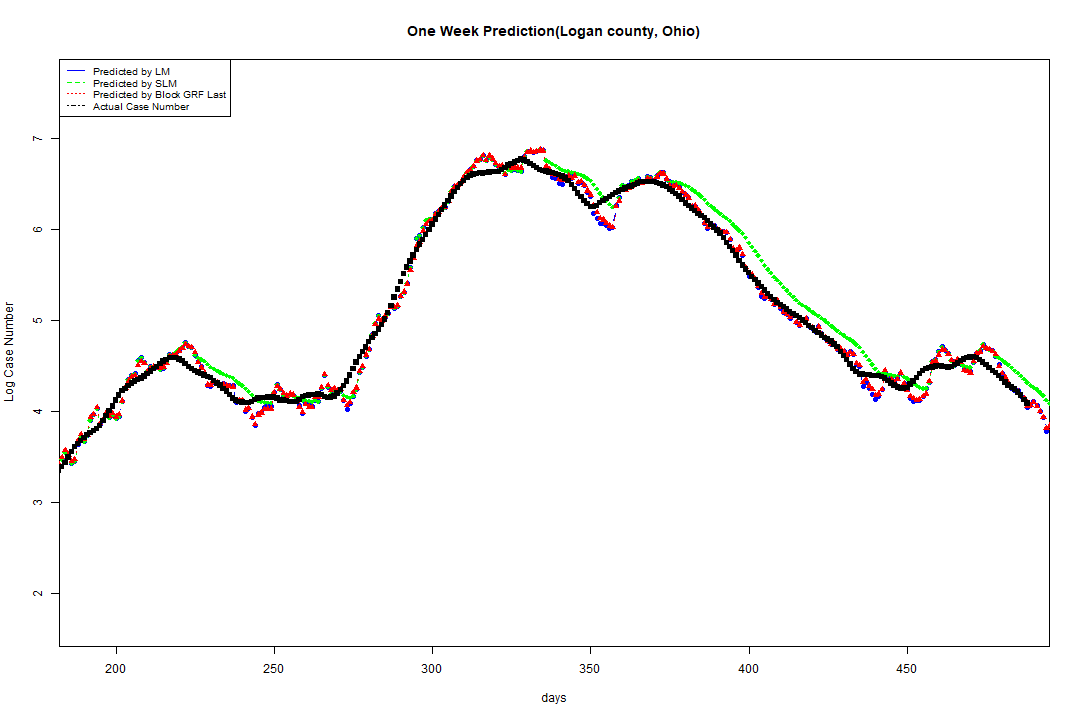 One Week Prediction(Logan county, Ohio)
Predicted by LM
Predicted by SLM
Predicted by Block GRF Last
Actual Case Number
7
6
5
4
3
2
Log Case Number
200 250 300 350 400 450
days